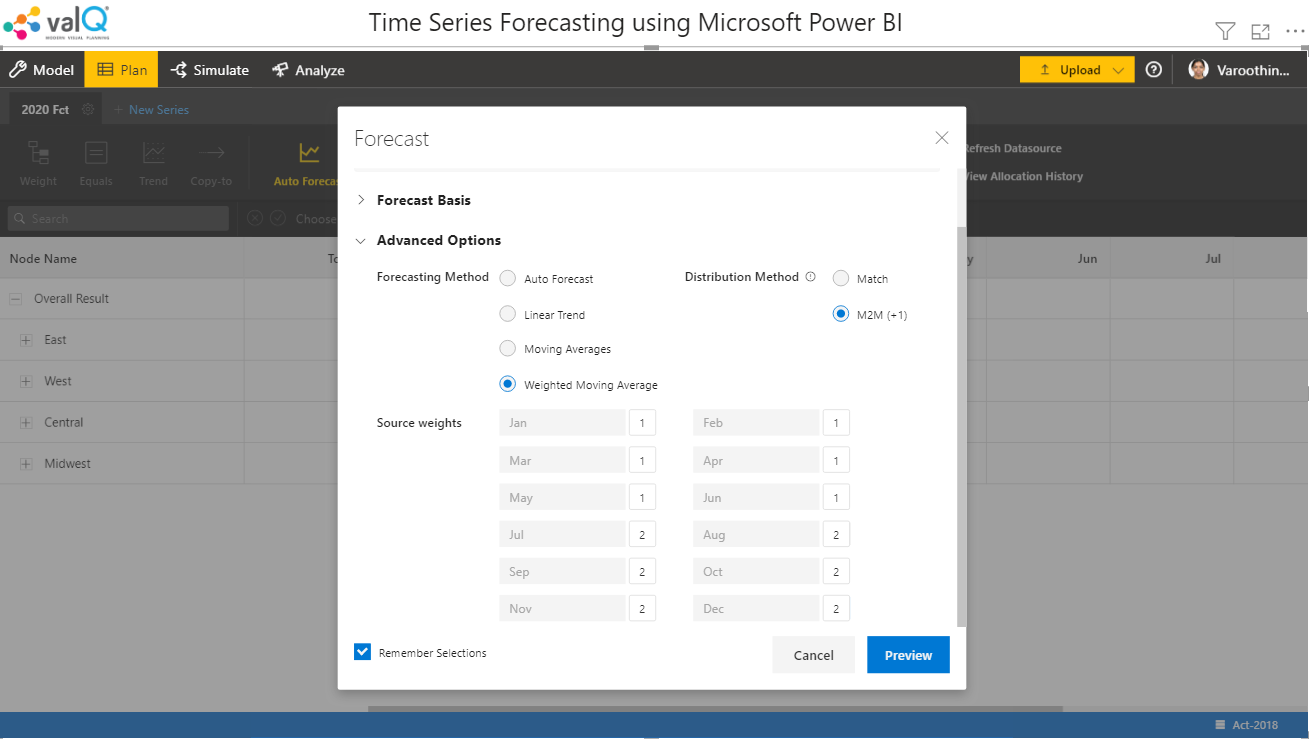 valQ
MODERN VISUAL PLANNING
Time Series Forecasting using Microsoft Power BI
Model Plan Simulate Analyze Upload Varoothin...
2020 Fct + New Series
Forecast
Refresh Datasource
Weight Equals Trend Copy-to Auto Forecas
View Allocation History
Forecast Basis
Search Choose
Advanced Options
Node Name To y Jun Jul
Forecasting Method Auto Forecast Distribution Method Match
Overall Result
Linear Trend M2M (+1)
East
Moving Averages
West
Weighted Moving Average
Central
Source weights Jan 1 Feb 1
Midwest
Mar 1 Apr 1
May 1 Jun 1
Jul 2 Aug 2
Sep 2 Oct 2
Nov 2 Dec 2
Remember Selections Cancel Preview
Act-2018